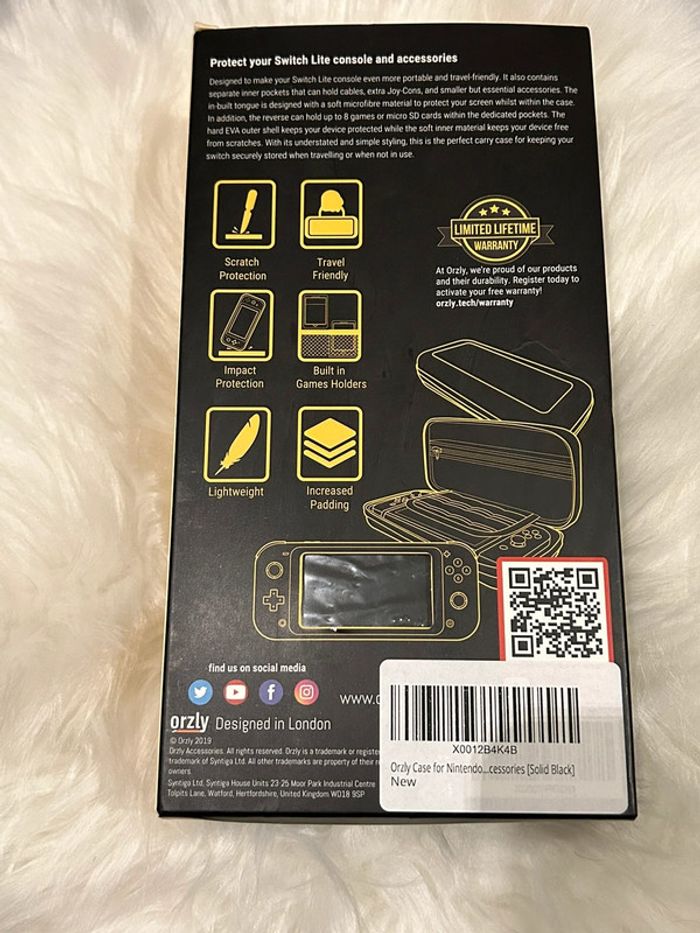 Protect your Switch Lite console and accessories
Designed to make your Switch Lite console even more portable and travel-friendly. It also contains
separate inner pockets that can hold cables, extra Joy-Cons, and smaller but essential accessories. The
in-built tongue is designed with a soft microfibre material to protect your screen whilst within the case.
In addition, the reverse can hold up to 8 games or micro SD cards within the dedicated pockets. The
hard EVA outer shell keeps your device protected while the soft inner material keeps your device free
from scratches. With its understated and simple styling, this is the perfect carry case for keeping your
switch securely stored when travelling or when not in use.
Scratch
Protection
Travel
Friendly
LIMITED LIFETIME
WARRANTY
At Orzly, we're proud of our products
and their durability. Register today to
activate your free warranty!
orzly.tech/warranty
Impact
Protection
Built in
Games Holders
Lightweight
Increased
Padding
find us on social media
www.
orzly Designed in London
© Orzly 2019
Orzly Accessories. All rights reserved. Orzly is a trademark or registe
trademark of Syntiga Ltd. All other trademarks are property of their
owners
Syntiga Ltd, Syntiga House Units 23-25 Moor Park Industrial Centre
Tolpits Lane, Watford, Hertfordshire, United Kingdom WD18 9SP
X0012B4K4B
Orzly Case for Nintendo...cessories [Solid Black]
New